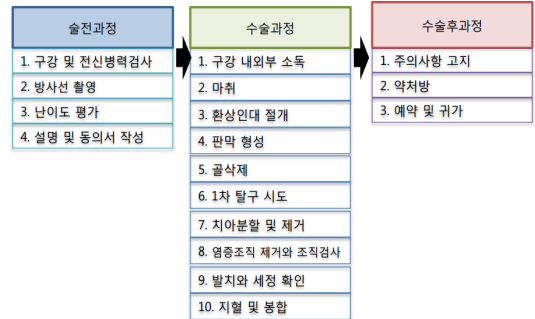 술전과정
1. 구강 및 전신병력검사
2. 방사선 촬영
3. 난이도 평가
4. 설명 및 동의서 작성
수술과정
1. 구강 내외부 소독
2. 마취
3. 환상인대 절개
4. 판막 형성
5. 골삭제
6. 1차 탈구 시도
7. 치아분할 및 제거
8. 염증조직 제거와 조직검사
9. 발치와 세정 확인
10. 지혈 및 봉합
수술후과정
1. 주의사항 고지
2. 약처방
3. 예약 및 귀가